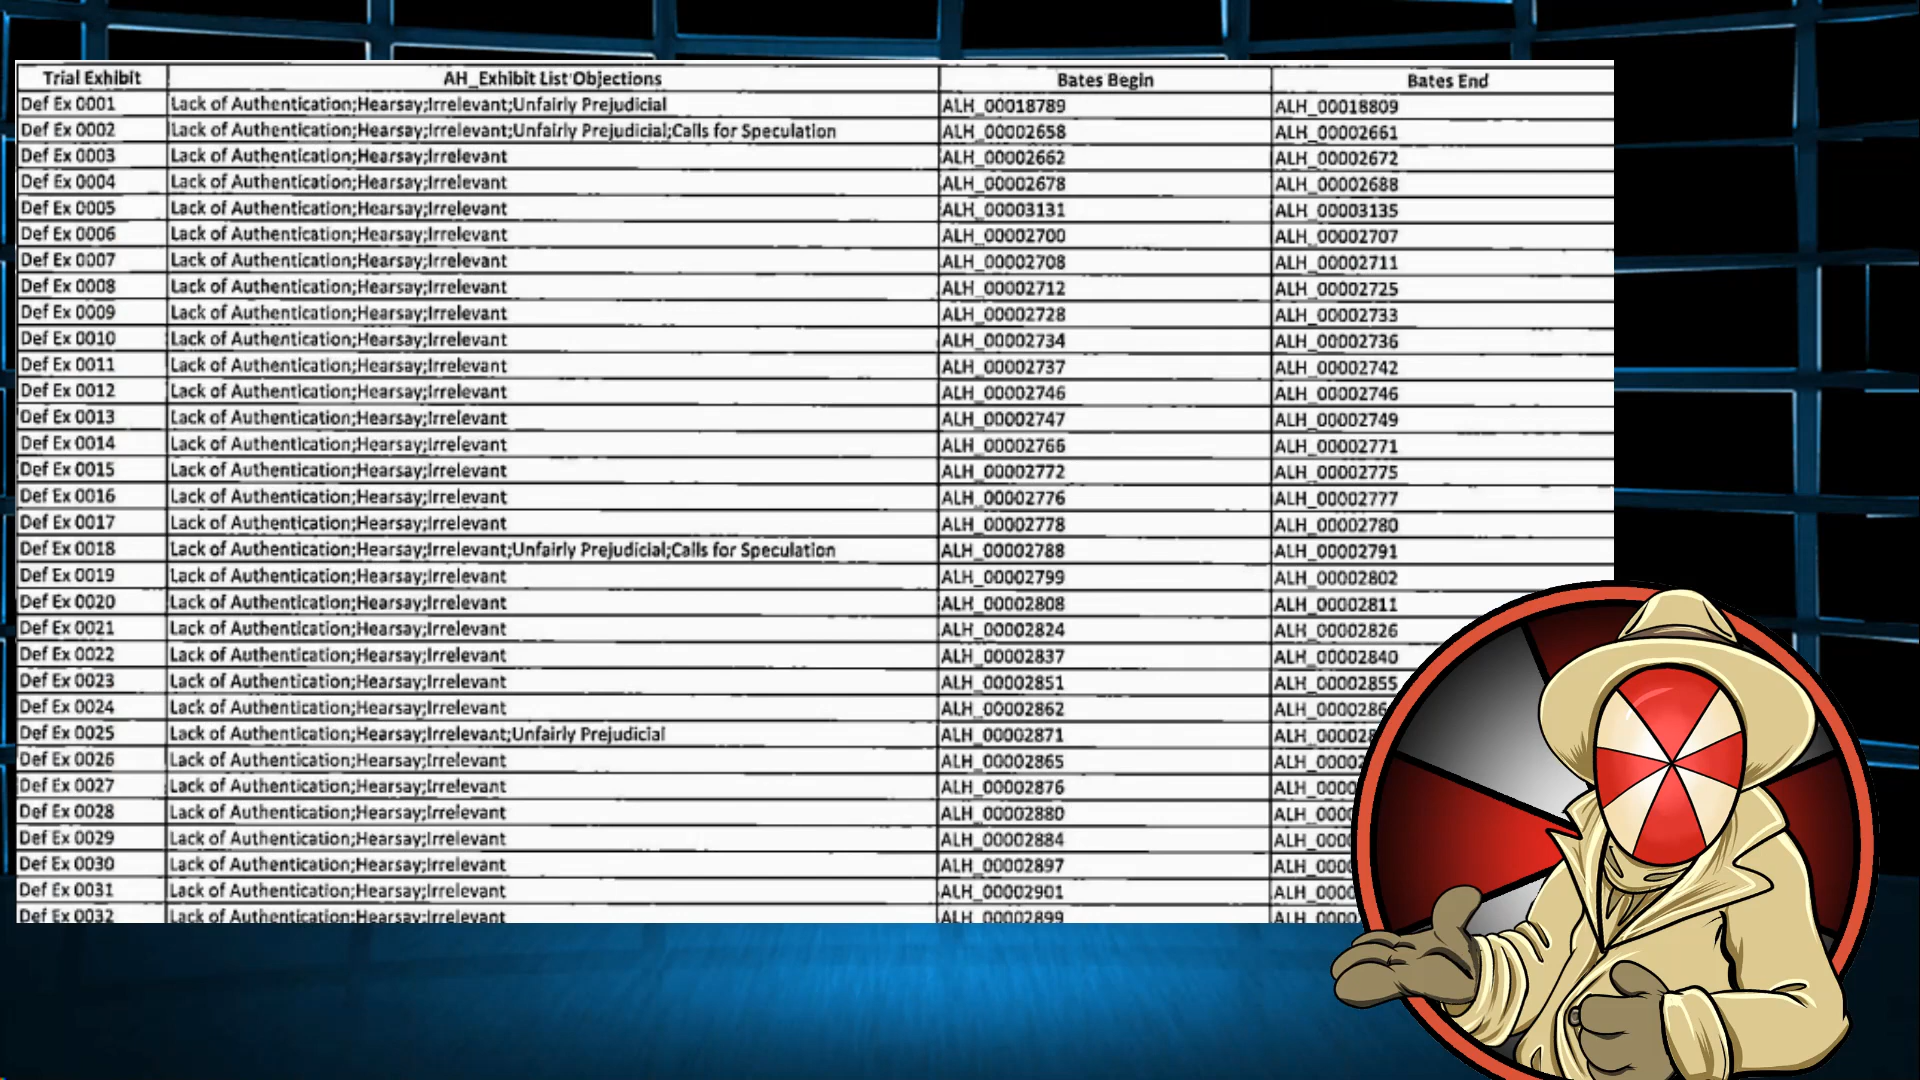 Trial Exhibit AH_Exhibit List Objections Bates Begin Bates End
Def Ex 0001 Lack of Authentication;Hearsay;Irrelevant;Unfairly Prejudicial ALH_00018789 ALH_00018809
Def Ex 0002 Lack of Authentication;Hearsay;Irrelevant;Unfairly Prejudicial;Calls for Speculation ALH_00002658 ALH_00002661
Def Ex 0003 Lack of Authentication;Hearsay;Irrelevant ALH_00002662 ALH_00002672
Def Ex 0004 Lack of Authentication;Hearsay;Irrelevant ALH_00002678 ALH_00002688
Def Ex 0005 Lack of Authentication;Hearsay;Irrelevant ALH_00003131 ALH_00003135
Def Ex 0006 Lack of Authentication;Hearsay;Irrelevant ALH_00002700 ALH_00002707
Def Ex 0007 Lack of Authentication;Hearsay;Irrelevant ALH_00002708 ALH_00002711
Def Ex 0008 Lack of Authentication;Hearsay;Irrelevant ALH_00002712 ALH_00002725
Def Ex 0009 Lack of Authentication;Hearsay;Irrelevant ALH_00002728 ALH_00002733
Def Ex 0010 Lack of Authentication;Hearsay;Irrelevant ALH_00002734 ALH_00002736
Def Ex 0011 Lack of Authentication;Hearsay;Irrelevant ALH_00002737 ALH_00002742
Def Ex 0012 Lack of Authentication;Hearsay;Irrelevant ALH_00002746 ALH_00002746
Def Ex 0013 Lack of Authentication;Hearsay;Irrelevant ALH_00002747 ALH_00002749
Def Ex 0014 Lack of Authentication;Hearsay;Irrelevant ALH_00002766 ALH_00002771
Def Ex 0015 Lack of Authentication;Hearsay;Irrelevant ALH_00002772 ALH_00002775
Def Ex 0016 Lack of Authentication;Hearsay;Irrelevant ALH_00002776 ALH_00002777
Def Ex 0017 Lack of Authentication;Hearsay;Irrelevant ALH_00002778 ALH_00002780
Def Ex 0018 Lack of Authentication;Hearsay;Irrelevant;Unfairly Prejudicial;Calls for Speculation ALH_00002788 ALH_00002791
Def Ex 0019 Lack of Authentication;Hearsay;Irrelevant ALH_00002799 ALH_00002802
Def Ex 0020 Lack of Authentication;Hearsay;Irrelevant ALH_00002808 ALH_00002811
Def Ex 0021 Lack of Authentication;Hearsay;Irrelevant ALH_00002824 ALH_00002826
Def Ex 0022 Lack of Authentication;Hearsay;Irrelevant ALH_00002837 ALH_00002840
Def Ex 0023 Lack of Authentication;Hearsay;Irrelevant ALH_00002851 ALH_00002855
Def Ex 0024 Lack of Authentication;Hearsay;Irrelevant ALH_00002862
Def Ex 0025 Lack of Authentication;Hearsay;Irrelevant;Unfairly Prejudicial ALH_00002871
Def Ex 0026 Lack of Authentication;Hearsay;Irrelevant ALH_00002865
Def Ex 0027 Lack of Authentication;Hearsay;Irrelevant ALH_00002876
Def Ex 0028 Lack of Authentication;Hearsay;Irrelevant ALH_00002880
Def Ex 0029 Lack of Authentication;Hearsay;Irrelevant ALH_00002884
Def Ex 0030 Lack of Authentication;Hearsay;Irrelevant ALH_00002897
Def Ex 0031 Lack of Authentication;Hearsay;Irrelevant ALH_00002901
Def Ex 0032 Lack of Authentication;Hearsay;Irrelevant ALH_00002899